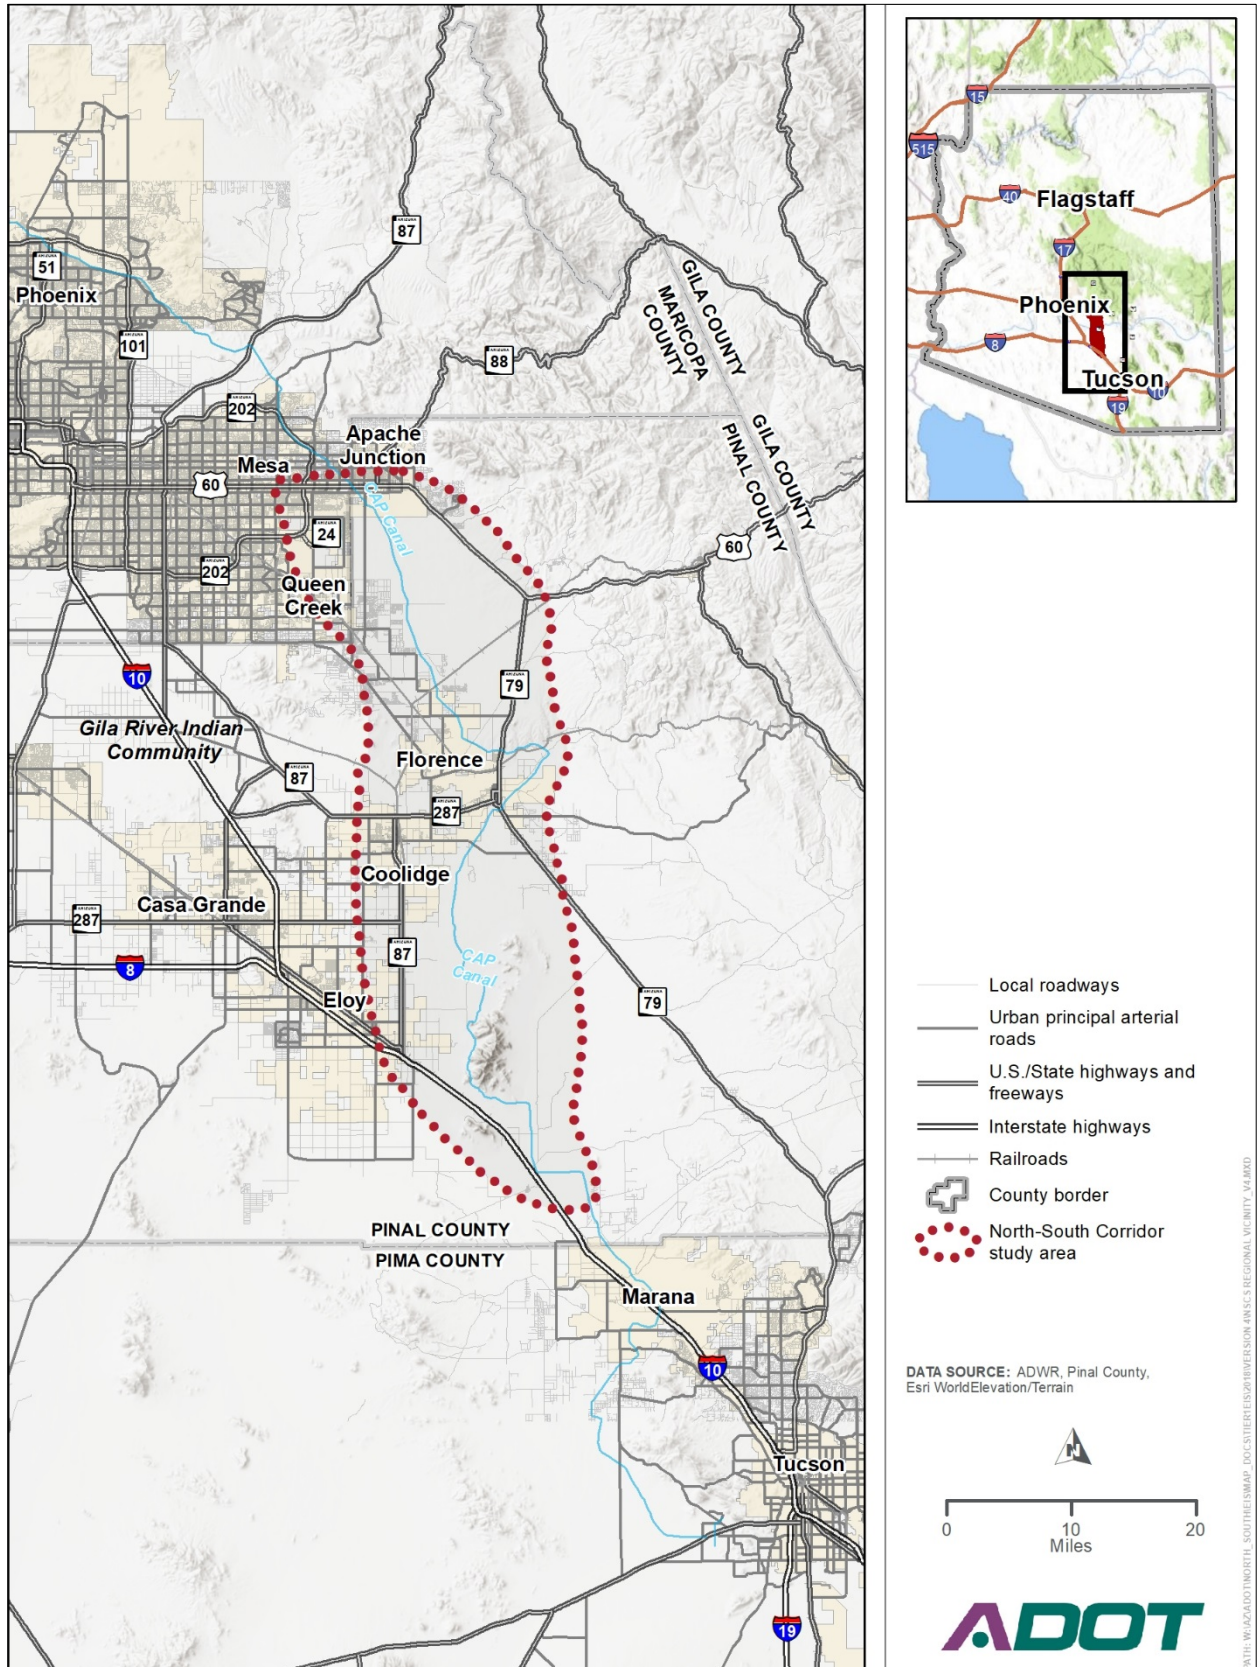 87
51
Phoenix
101
GILA COUNTY
MARICOPA
COUNTY
88
202
Apache
Junction
GILA COUNTY
PINAL COUNTY
Mesa
60
CAP Canal
24
60
202
Queen
Creek
10
79
Gila River Indian
Community
Florence
87
287
Coolidge
Casa Grande
287
87
CAP
Canal
8
Eloy
79
PINAL COUNTY
PIMA COUNTY
Marana
10
Tucson
19
15
515
40
Flagstaff
17
Phoenix
8
Tucson
10
19
Local roadways
Urban principal arterial
roads
U.S./State highways and
freeways
Interstate highways
Railroads
County border
North-South Corridor
study area
DATA SOURCE: ADWR, Pinal County,
Esri WorldElevation/Terrain
N
0 10 20
Miles
ADOT